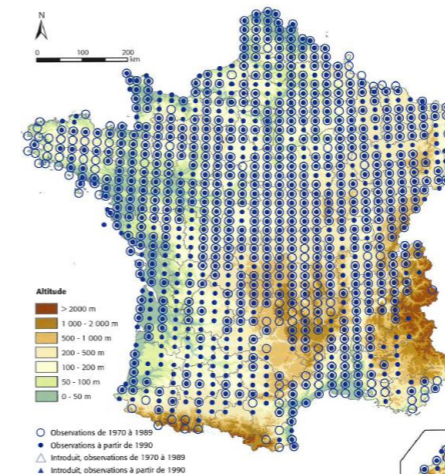 N
0 100 200
km
Altitude
> 2000 m
1 000 - 2 000 m
500 - 1 000 m
200 - 500 m
100 - 200 m
50 - 100 m
0 - 50 m
Observations de 1970 à 1989
Observations à partir de 1990
Introduit, observations de 1970 à 1989
Introduit, obsenations à partir de 1990